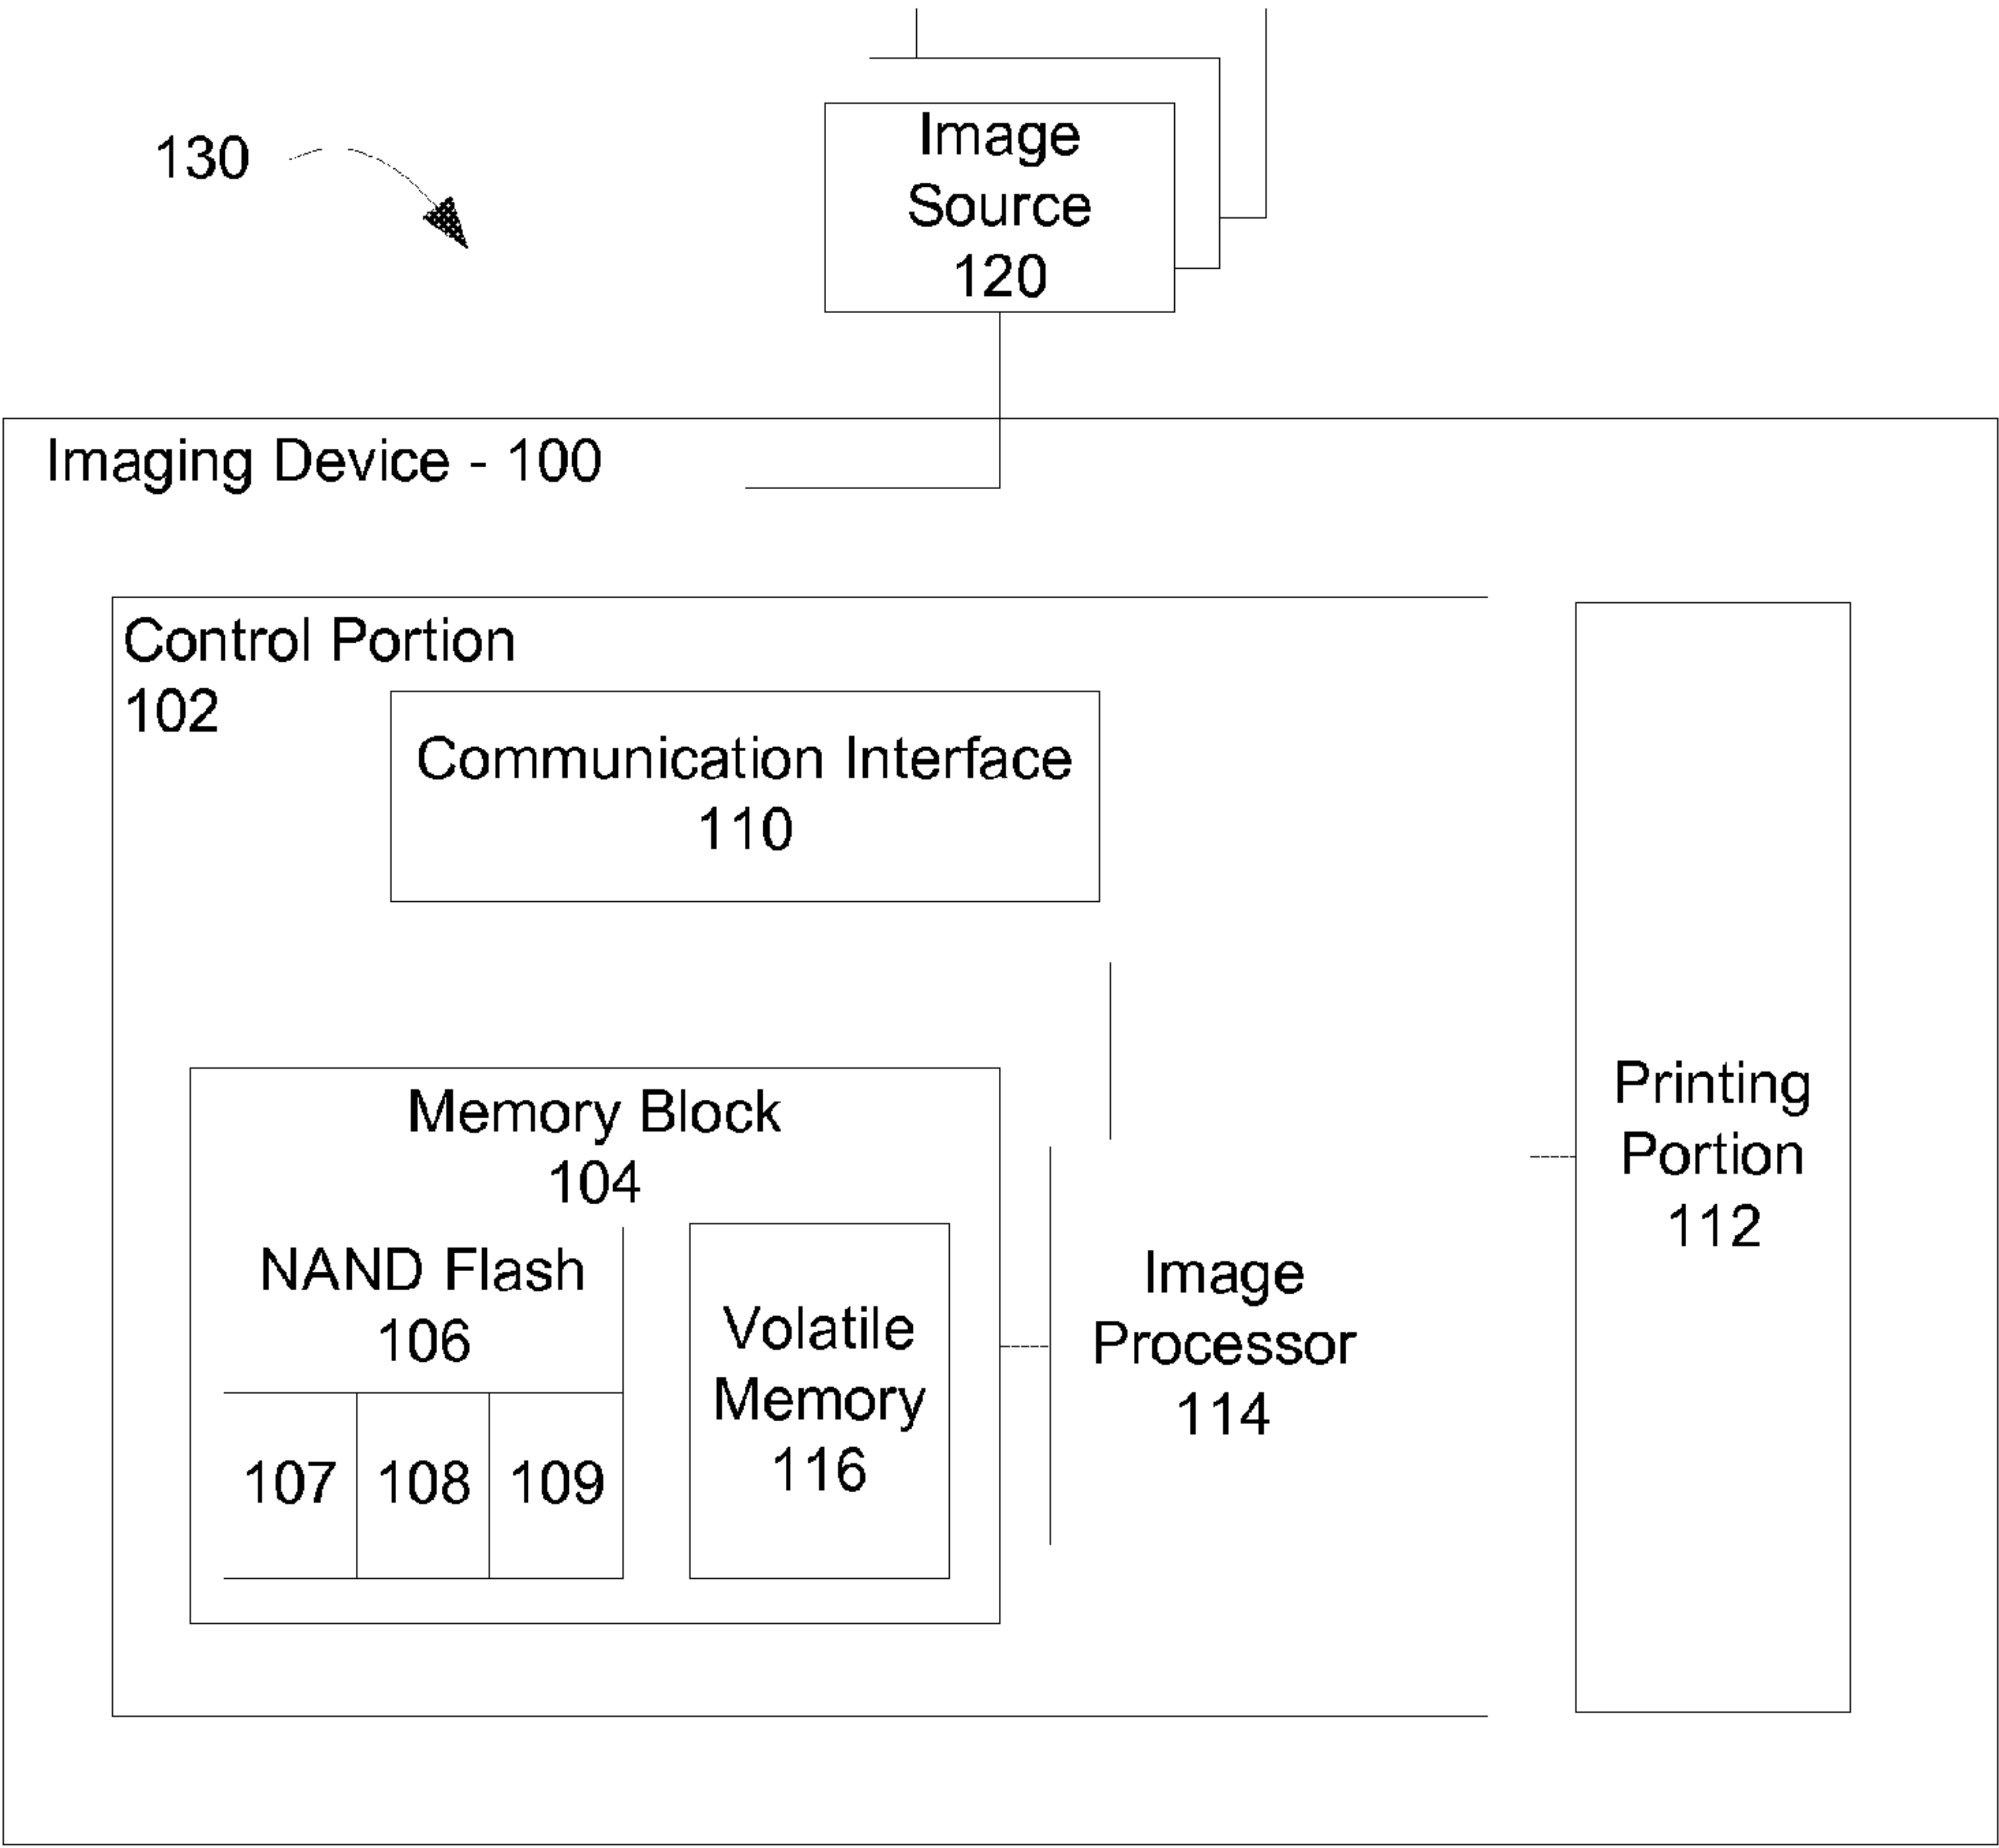 130
Image
Source
120
Imaging Device - 100
Control Portion
102
Communication Interface
110
Memory Block
104
NAND Flash
106
107 108 109
Volatile
Memory
116
Image
Processor
114
Printing
Portion
112